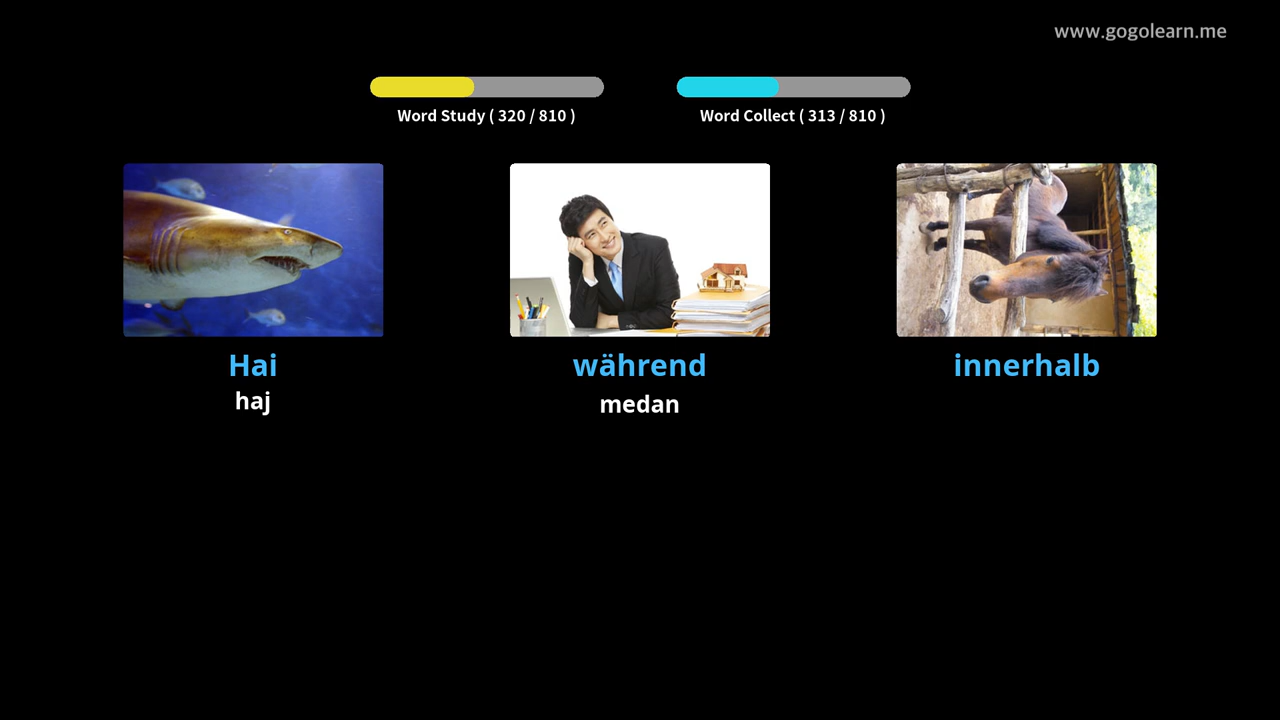 www.gogolearn.me
Word Study ( 320 / 810 )
Word Collect ( 313 / 810 )
Hai
haj
während
medan
innerhalb